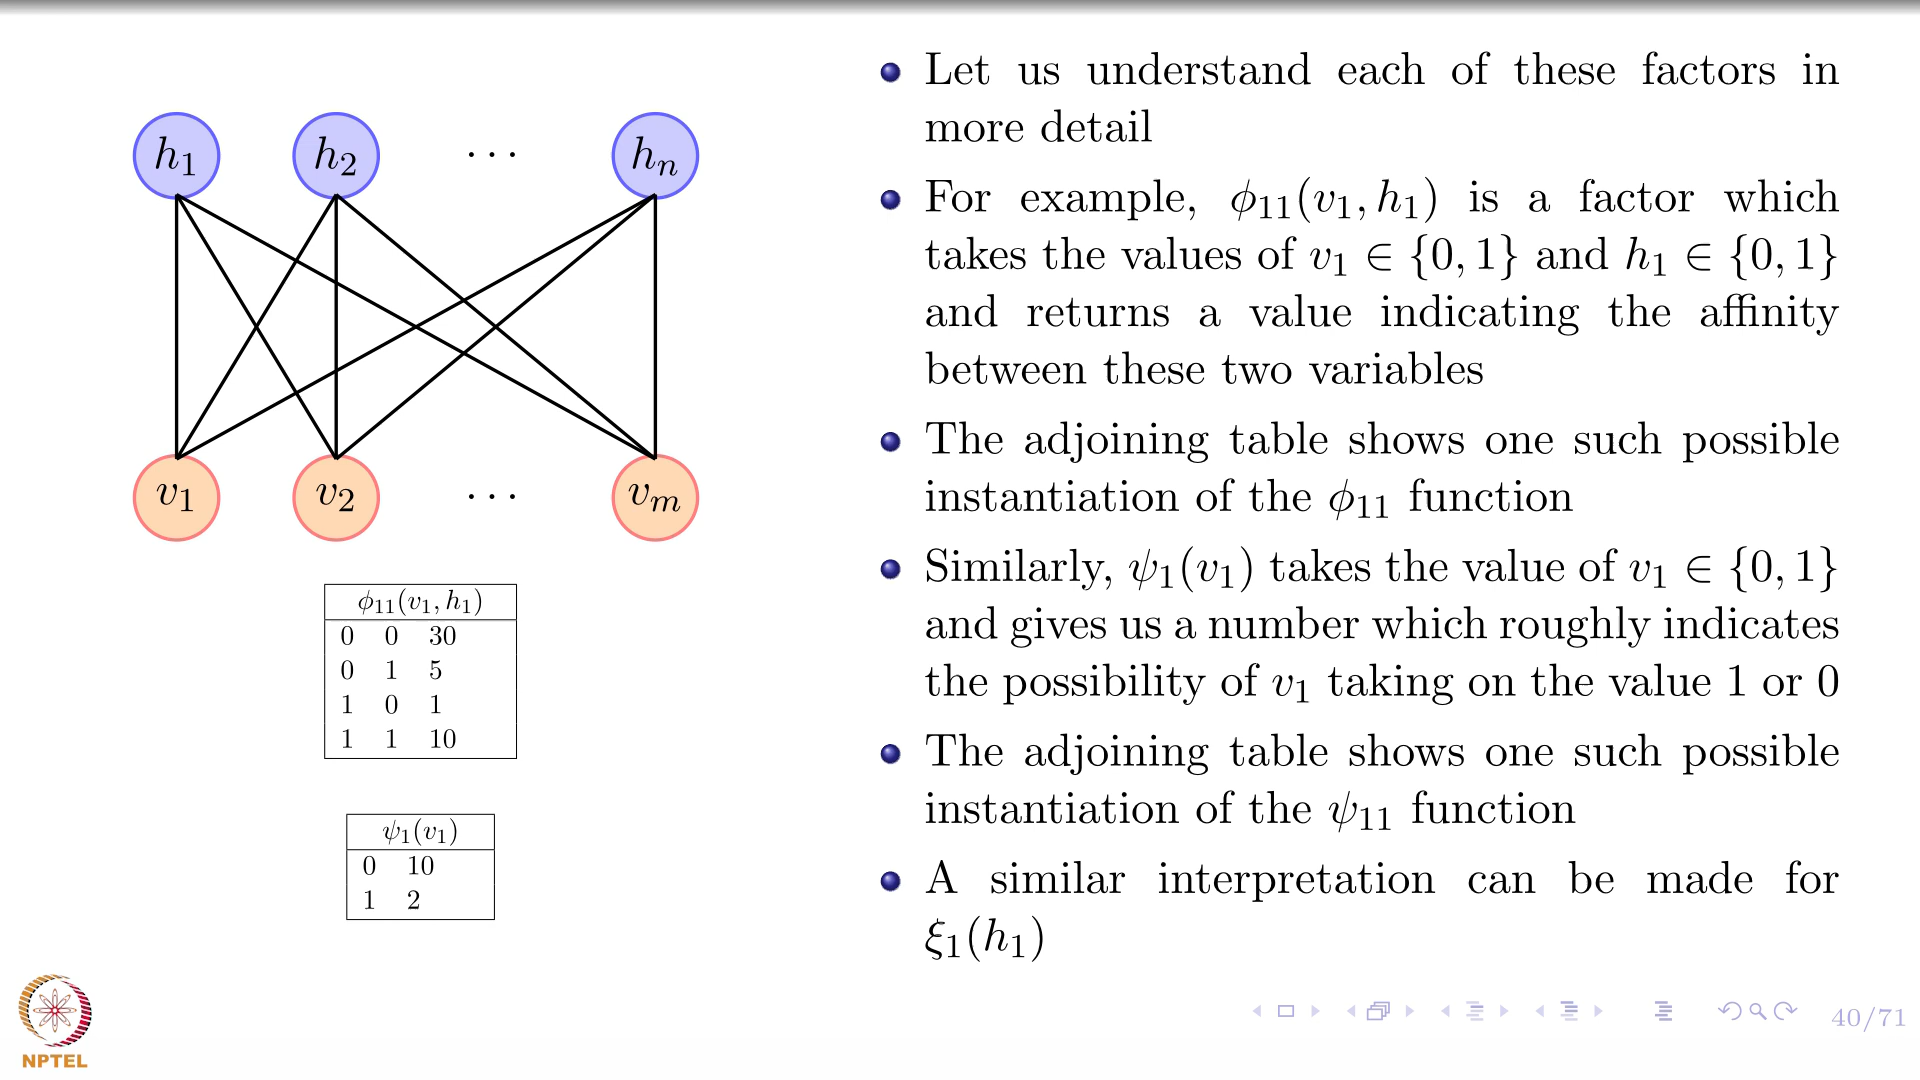 h1 h2 · · · hn
v1 v2 · · · vm
ϕ11(v1, h1)
0 0 30
0 1 5
1 0 1
1 1 10
ψ1(v1)
0 10
1 2
Let us understand each of these factors in
more detail
For example, ϕ11(v1, h1) is a factor which
takes the values of v1 ∈ {0, 1} and h1 ∈ {0, 1}
and returns a value indicating the affinity
between these two variables
The adjoining table shows one such possible
instantiation of the ϕ11 function
Similarly, ψ1(v1) takes the value of v1 ∈ {0, 1}
and gives us a number which roughly indicates
the possibility of v1 taking on the value 1 or 0
The adjoining table shows one such possible
instantiation of the ψ11 function
A similar interpretation can be made for
ξ1(h1)
NPTEL
40/71